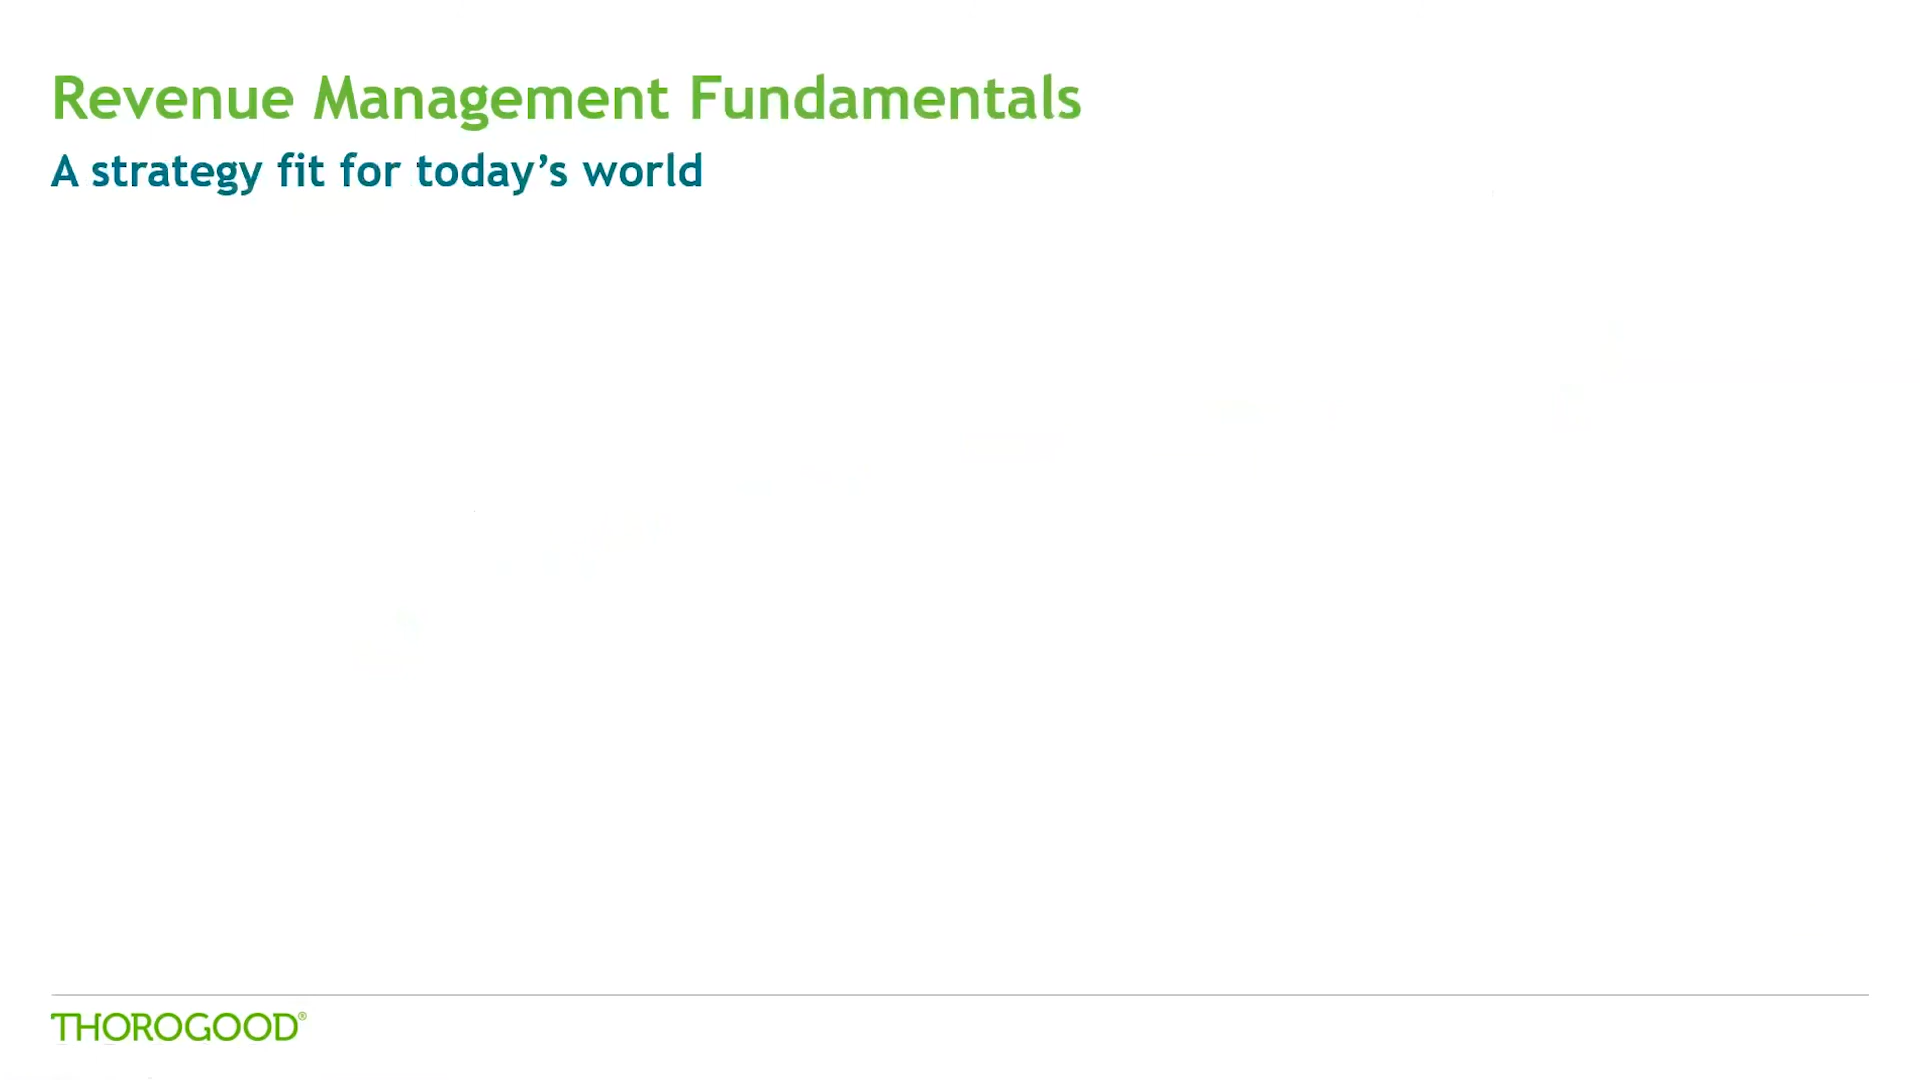 Revenue Management Fundamentals
A strategy fit for today’s world
THOROGOOD®